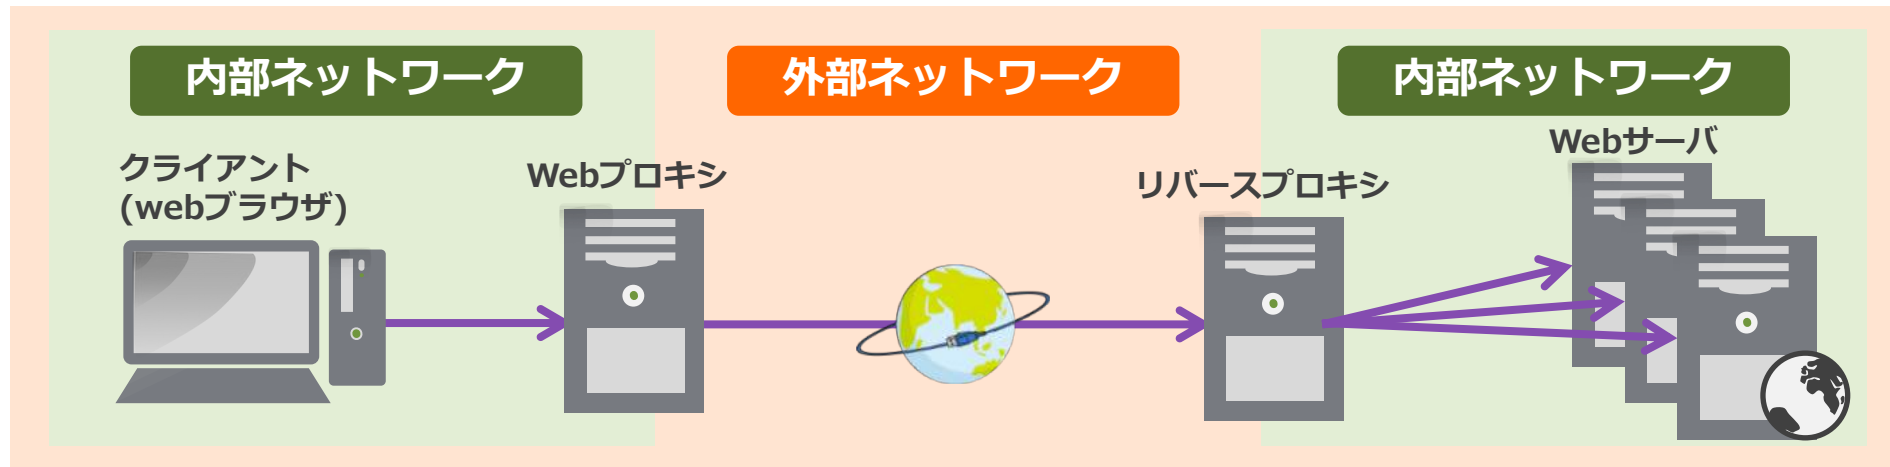 内部ネットワーク
外部ネットワーク
内部ネットワーク
クライアント
(webブラウザ)
Webプロキシ
リバースプロキシ
Webサーバ